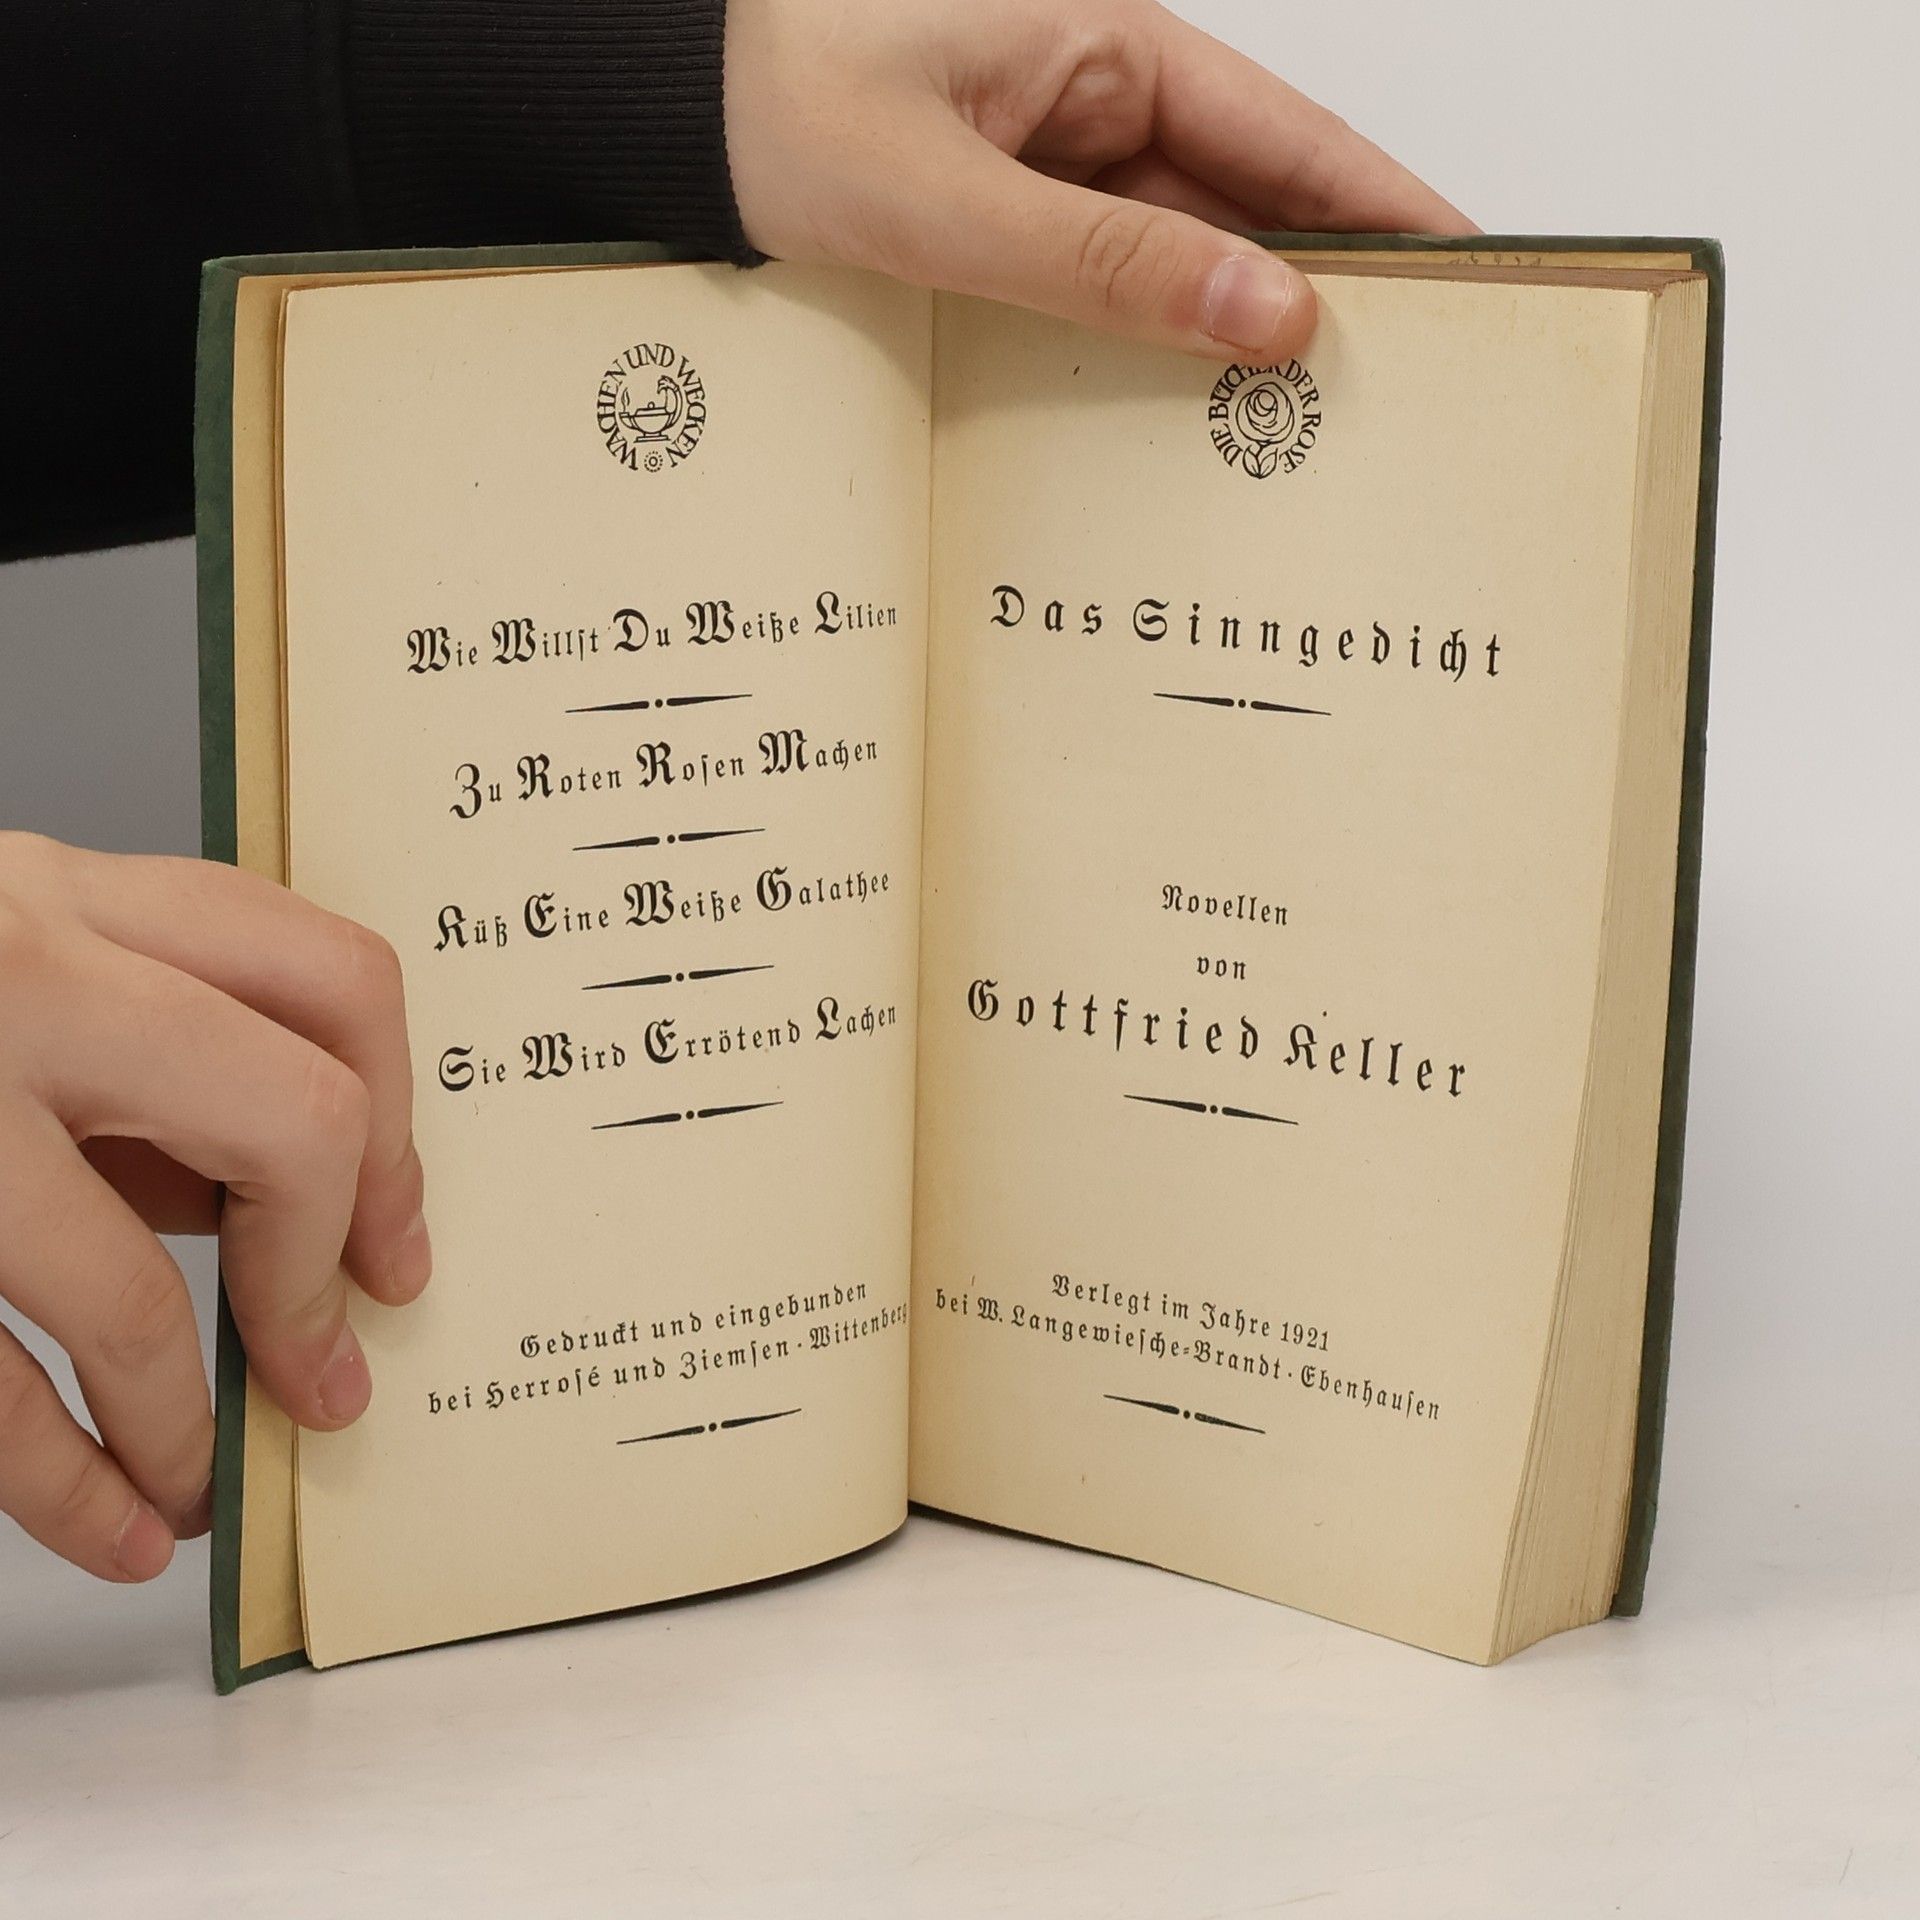 WACHEN UND WECKEN
Wie Willst Du Weiße Lilien
Zu Roten Rosen Machen
Küß Eine Weiße Galathee
Sie Wird Errötend Lachen
Gedruckt und eingebunden
bei Herrosé und Ziemsen · Wittenberg
DIE BÜCHER DER ROSE
Das Sinngedicht
Novellen
von
Gottfried Keller
Verlegt im Jahre 1921
bei W. Langewiesche-Brandt · Ebenhausen